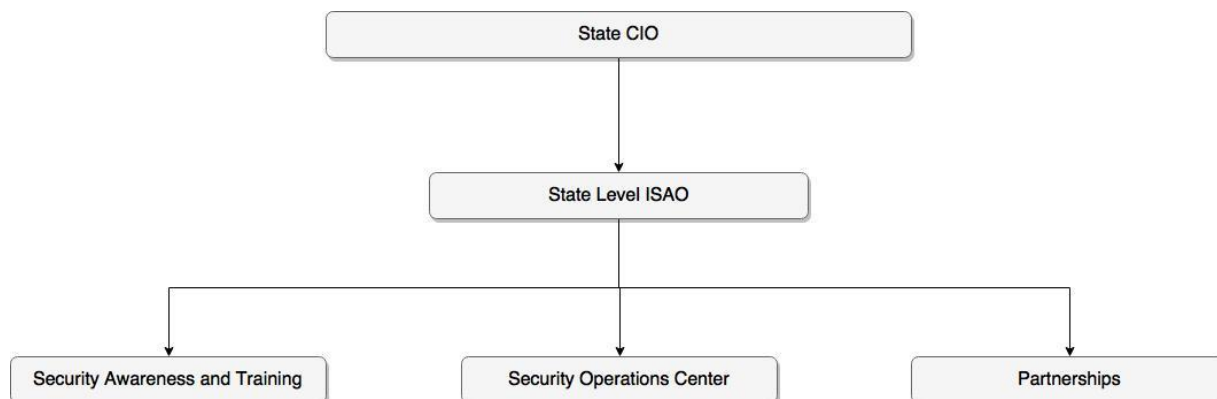 State CIO
State Level ISAO
Security Awareness and Training
Security Operations Center
Partnerships